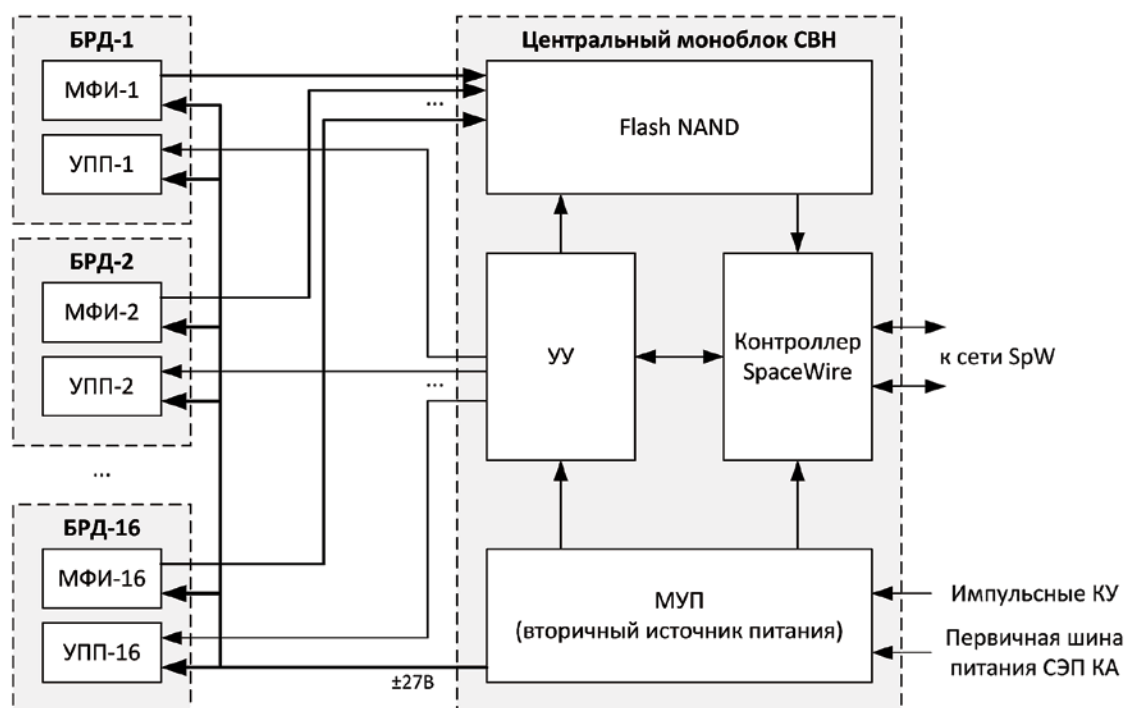 БРД-1
МФИ-1
УПП-1
БРД-2
МФИ-2
УПП-2
...
БРД-16
МФИ-16
УПП-16
...
...
±27В
Центральный моноблок СВН
Flash NAND
УУ
Контроллер
SpaceWire
к сети SpW
МУП
(вторичный источник питания)
Импульсные КУ
Первичная шина
питания СЭП КА